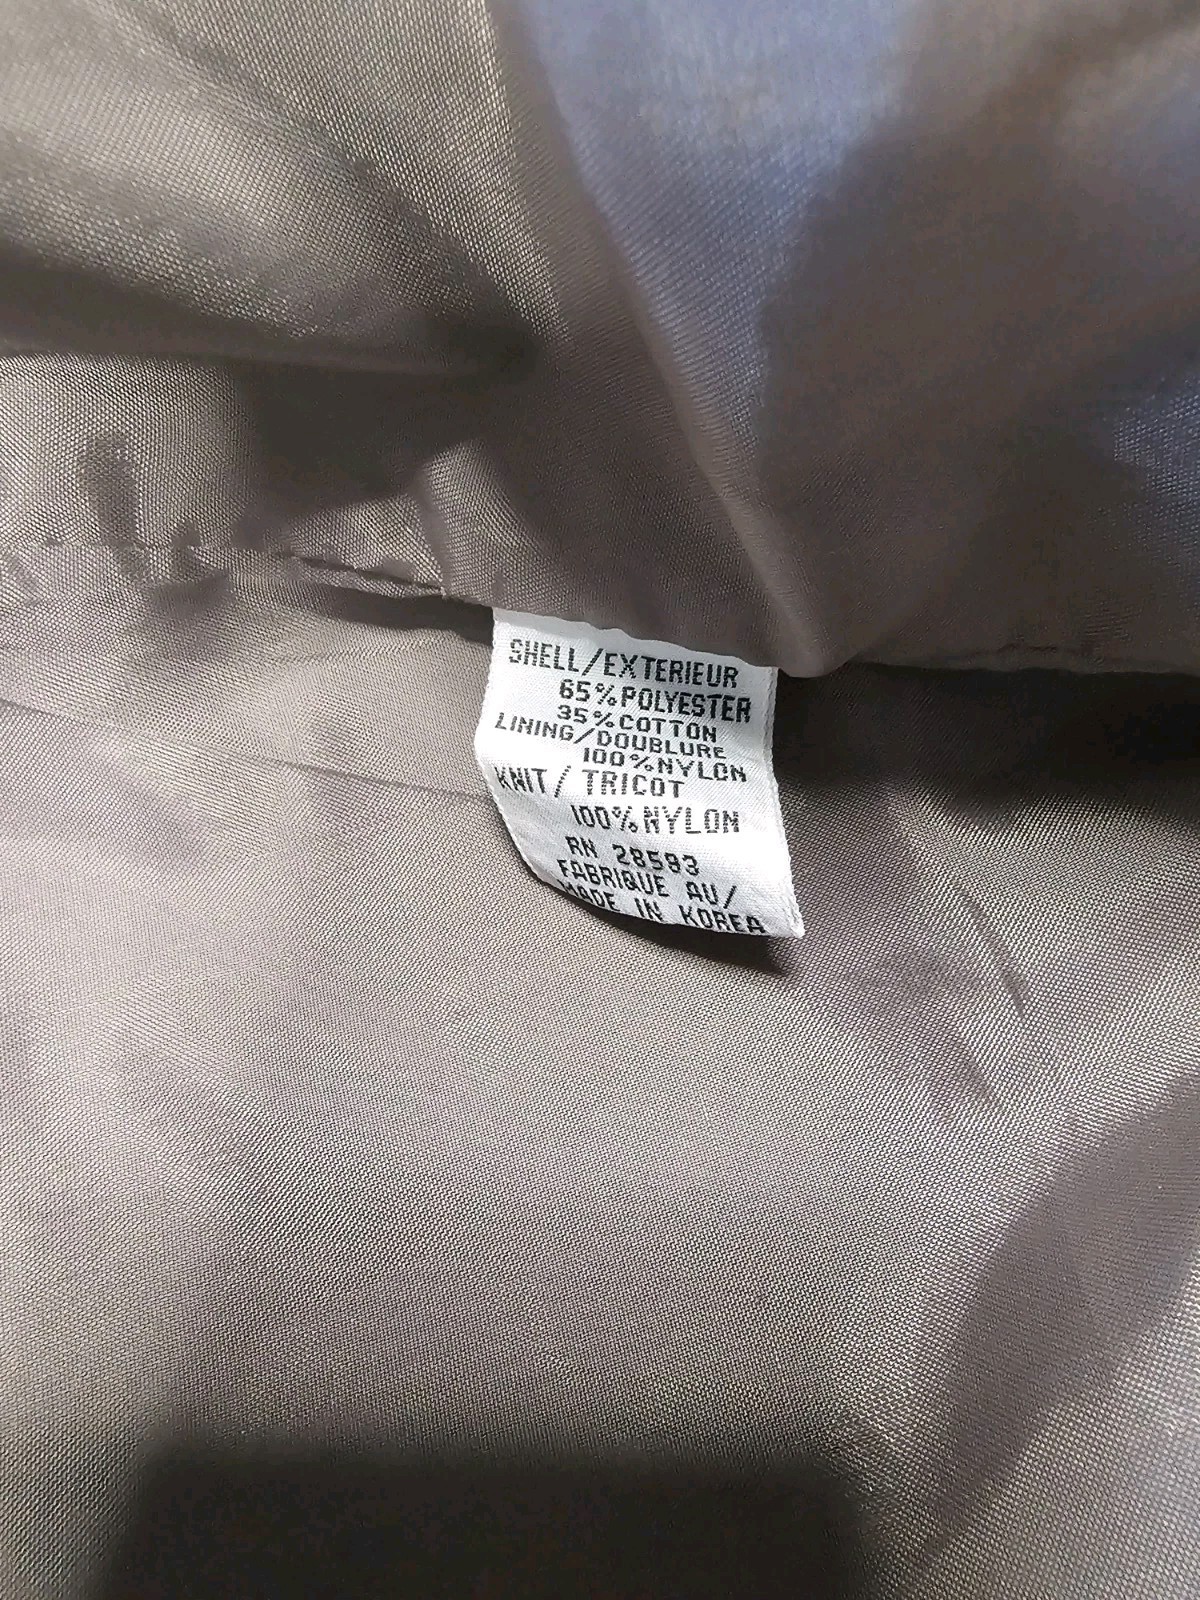 SHELL/EXTERIEUR
65%POLYESTER
35%COTTON
LINING/DOUBLURE
100%NYLON
KNIT/TRICOT
100%NYLON
RN 28593
FABRIQUE AU/
MADE IN KOREA